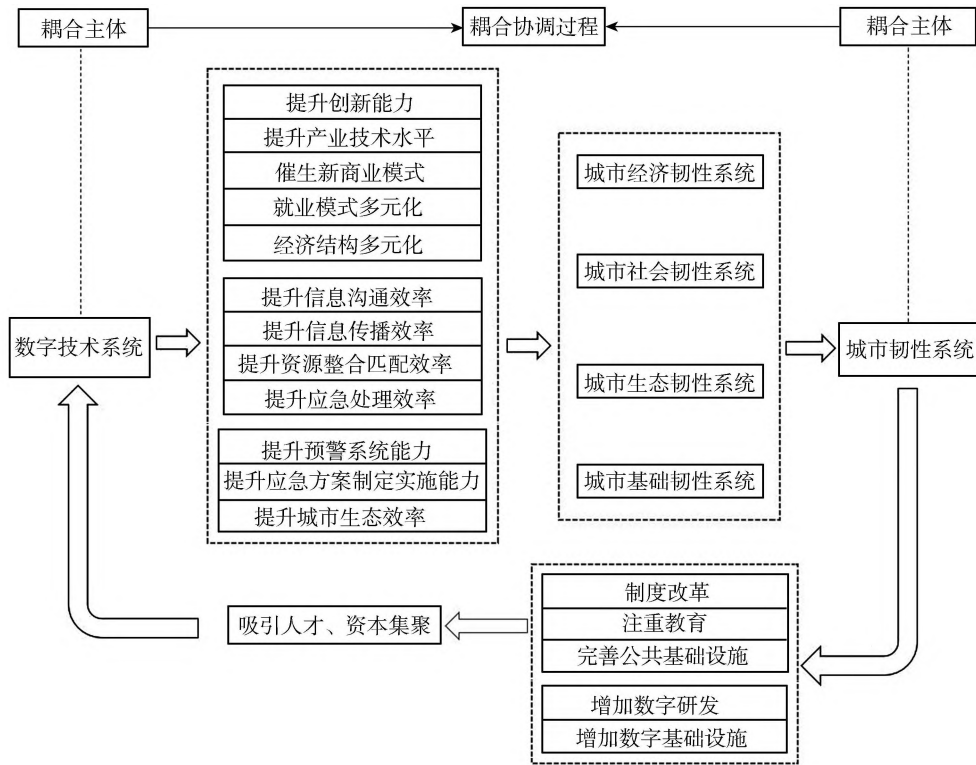 耦合主体
耦合协调过程
耦合主体
提升创新能力
提升产业技术水平
催生新商业模式
就业模式多元化
经济结构多元化
提升信息沟通效率
提升信息传播效率
提升资源整合匹配效率
提升应急处理效率
提升预警系统能力
提升应急方案制定实施能力
提升城市生态效率
数字技术系统
城市经济韧性系统
城市社会韧性系统
城市生态韧性系统
城市基础韧性系统
城市韧性系统
制度改革
注重教育
完善公共基础设施
增加数字研发
增加数字基础设施
吸引人才、资本集聚